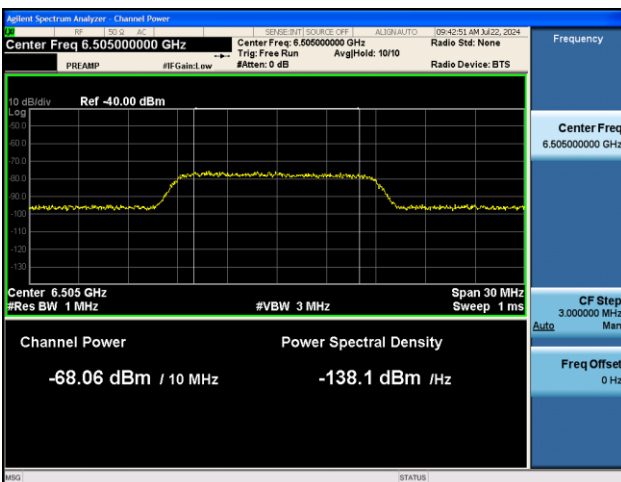 Agilent Spectrum Analyzer - Channel Power
RF 50 Ω AC SENSE:INT SOURCE OFF ALIGNAUTO 09:42:51 AM Jul 22, 2024
Center Freq 6.505000000 GHz Center Freq: 6.505000000 GHz Radio Std: None
Trig: Free Run Avg|Hold: 10/10
PREAMP #IFGain:Low #Atten: 0 dB Radio Device: BTS
Frequency
10 dB/div Ref -40.00 dBm
Log
-50.0
-60.0
-70.0
-80.0
-90.0
-100
-110
-120
-130
Center 6.505 GHz Span 30 MHz
#Res BW 1 MHz #VBW 3 MHz Sweep 1 ms
Channel Power Power Spectral Density
-68.06 dBm / 10 MHz -138.1 dBm /Hz
Center Freq
6.505000000 GHz
CF Step
3.000000 MHz
Auto Man
Freq Offset
0 Hz
MSG STATUS